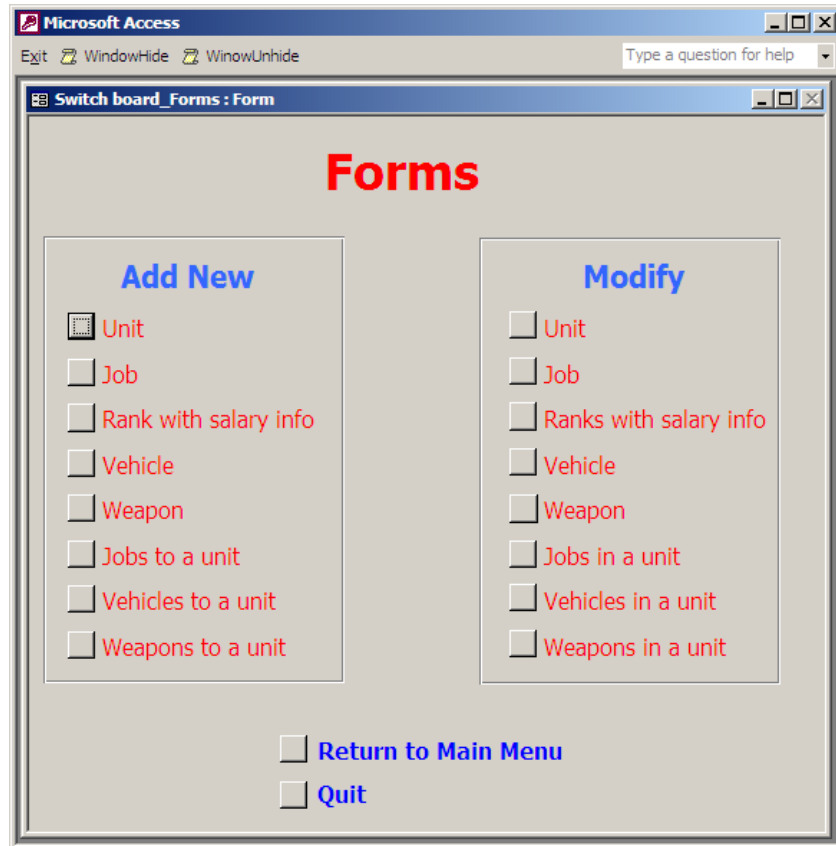 Microsoft Access
Exit WindowHide WinowUnhide Type a question for help
Switch board_Forms : Form
Forms
Add New
Unit
Job
Rank with salary info
Vehicle
Weapon
Jobs to a unit
Vehicles to a unit
Weapons to a unit
Modify
Unit
Job
Ranks with salary info
Vehicle
Weapon
Jobs in a unit
Vehicles in a unit
Weapons in a unit
Return to Main Menu
Quit